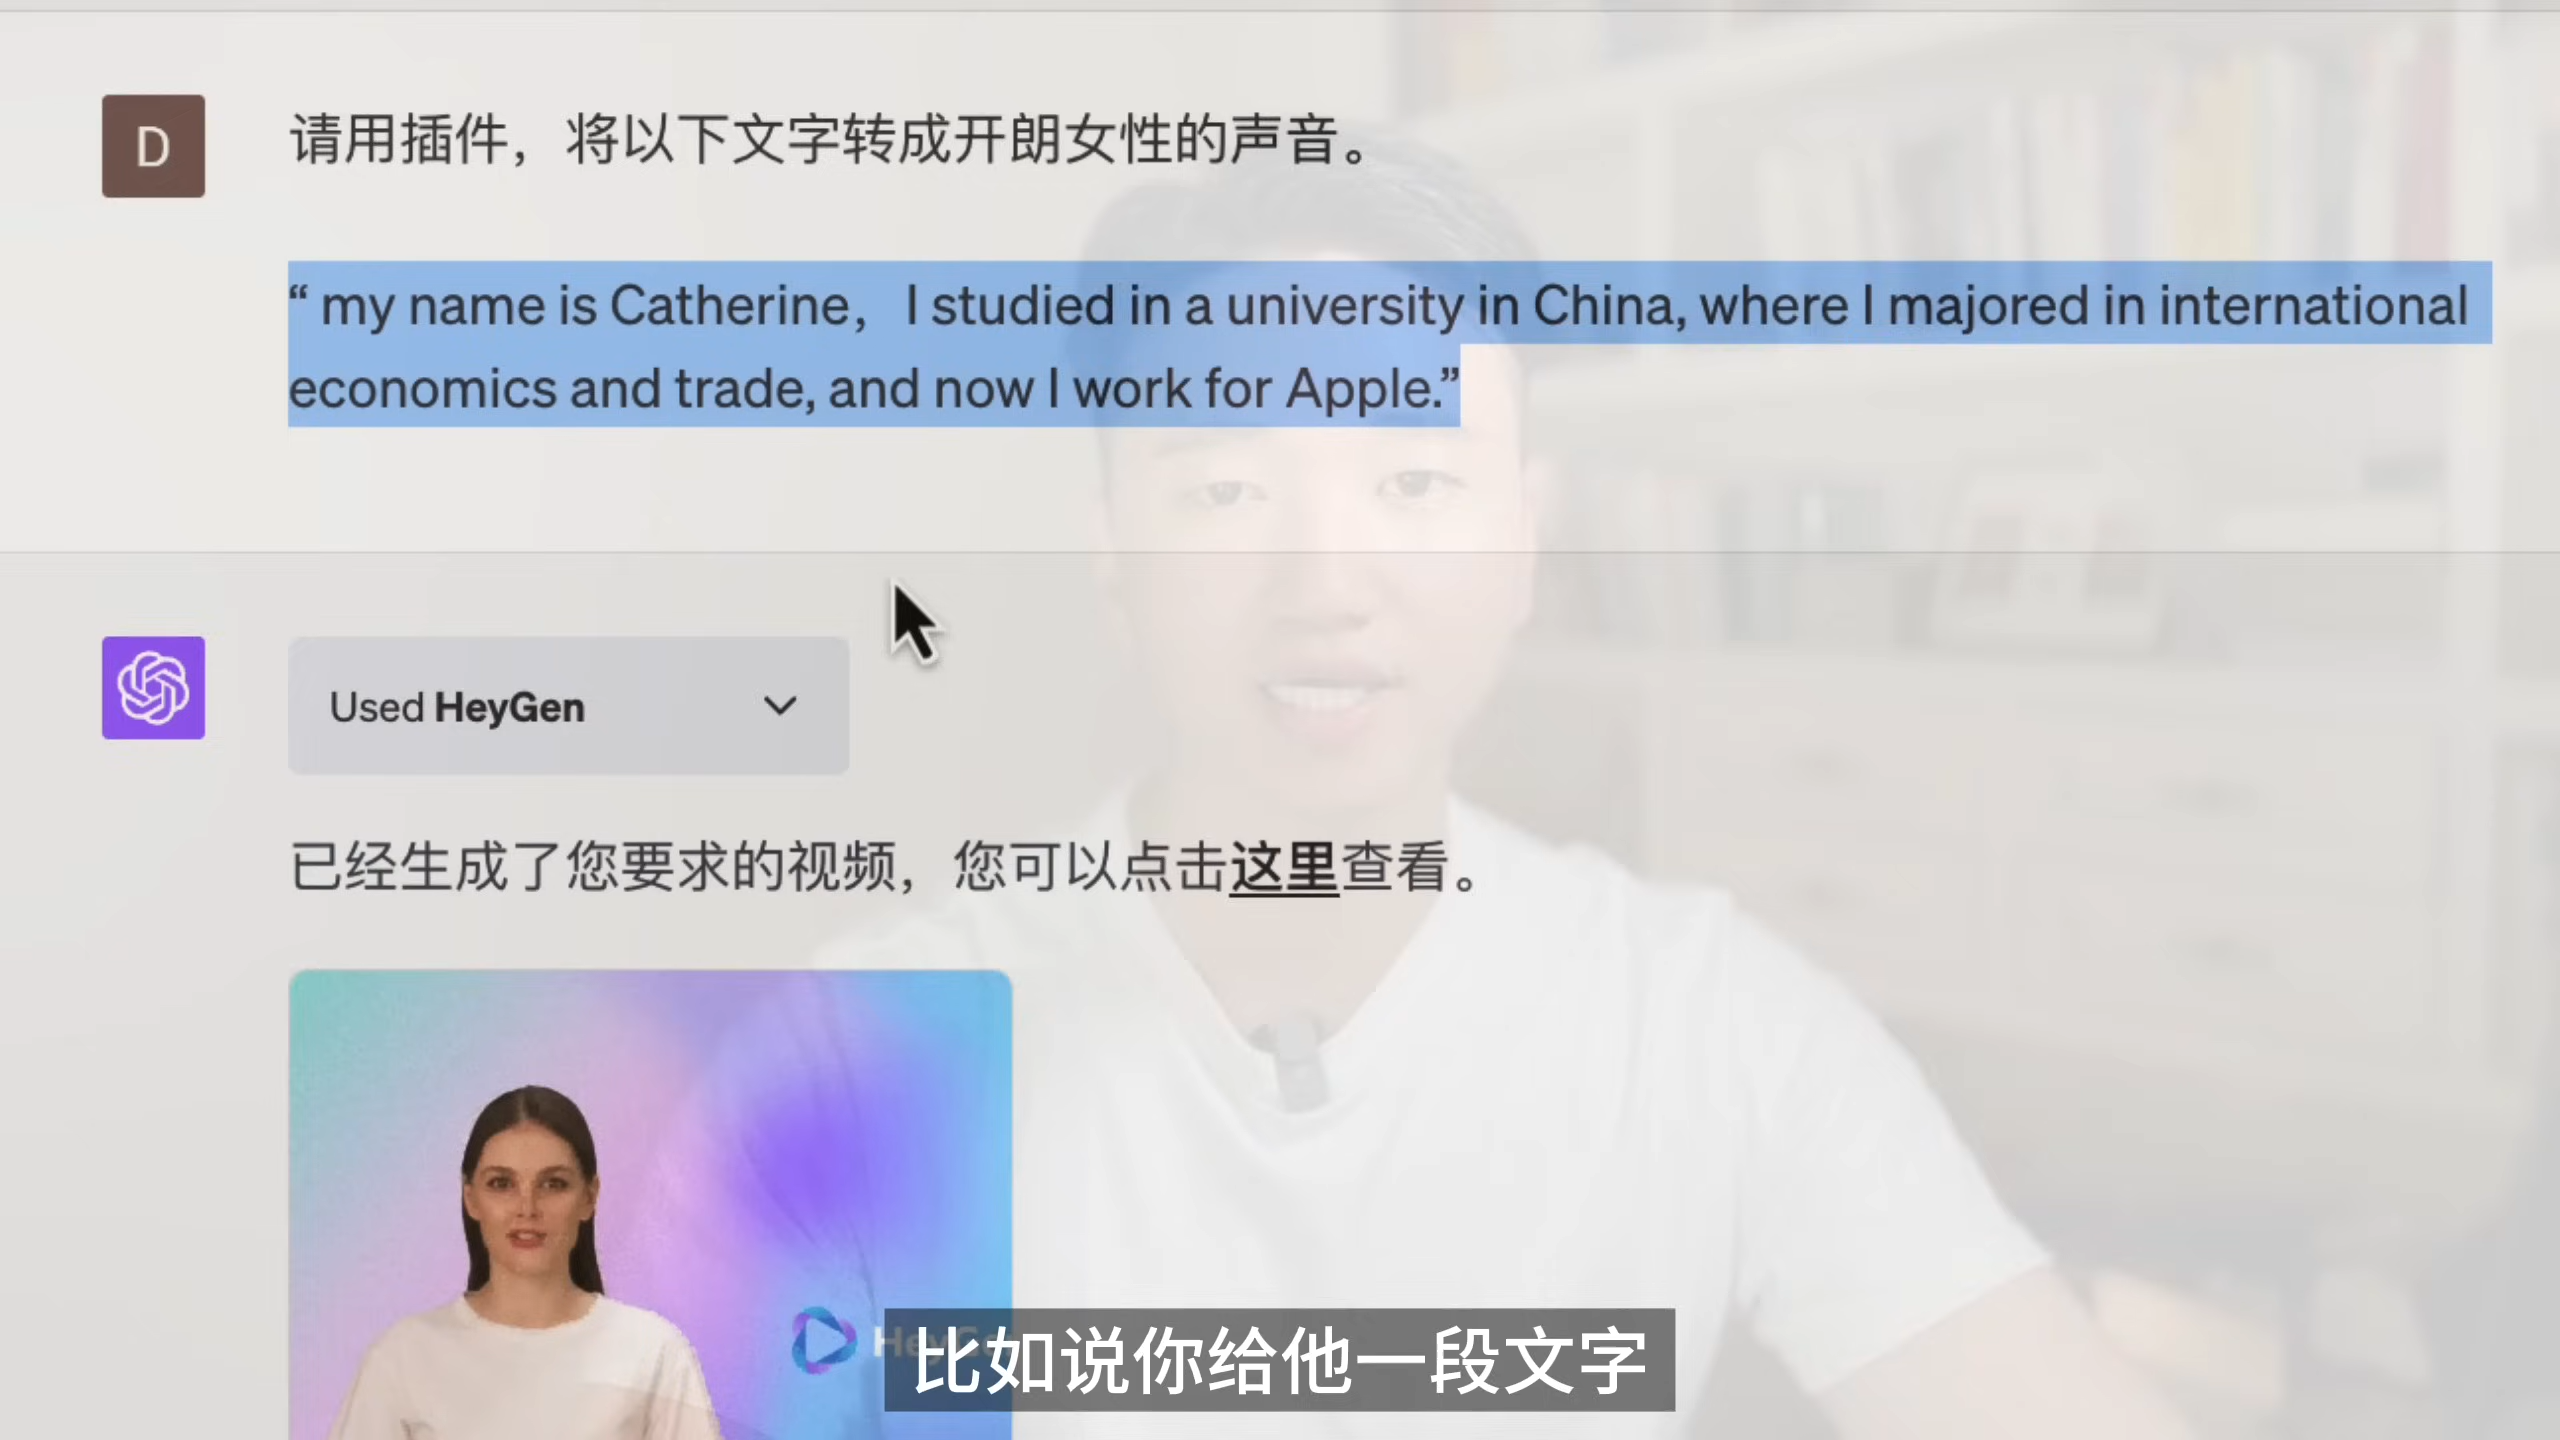 D
请用插件，将以下文字转成开朗女性的声音。
“ my name is Catherine， I studied in a university in China, where I majored in international
economics and trade, and now I work for Apple.”
Used HeyGen
已经生成了您要求的视频，您可以点击这里查看。
HeyGe
比如说你给他一段文字